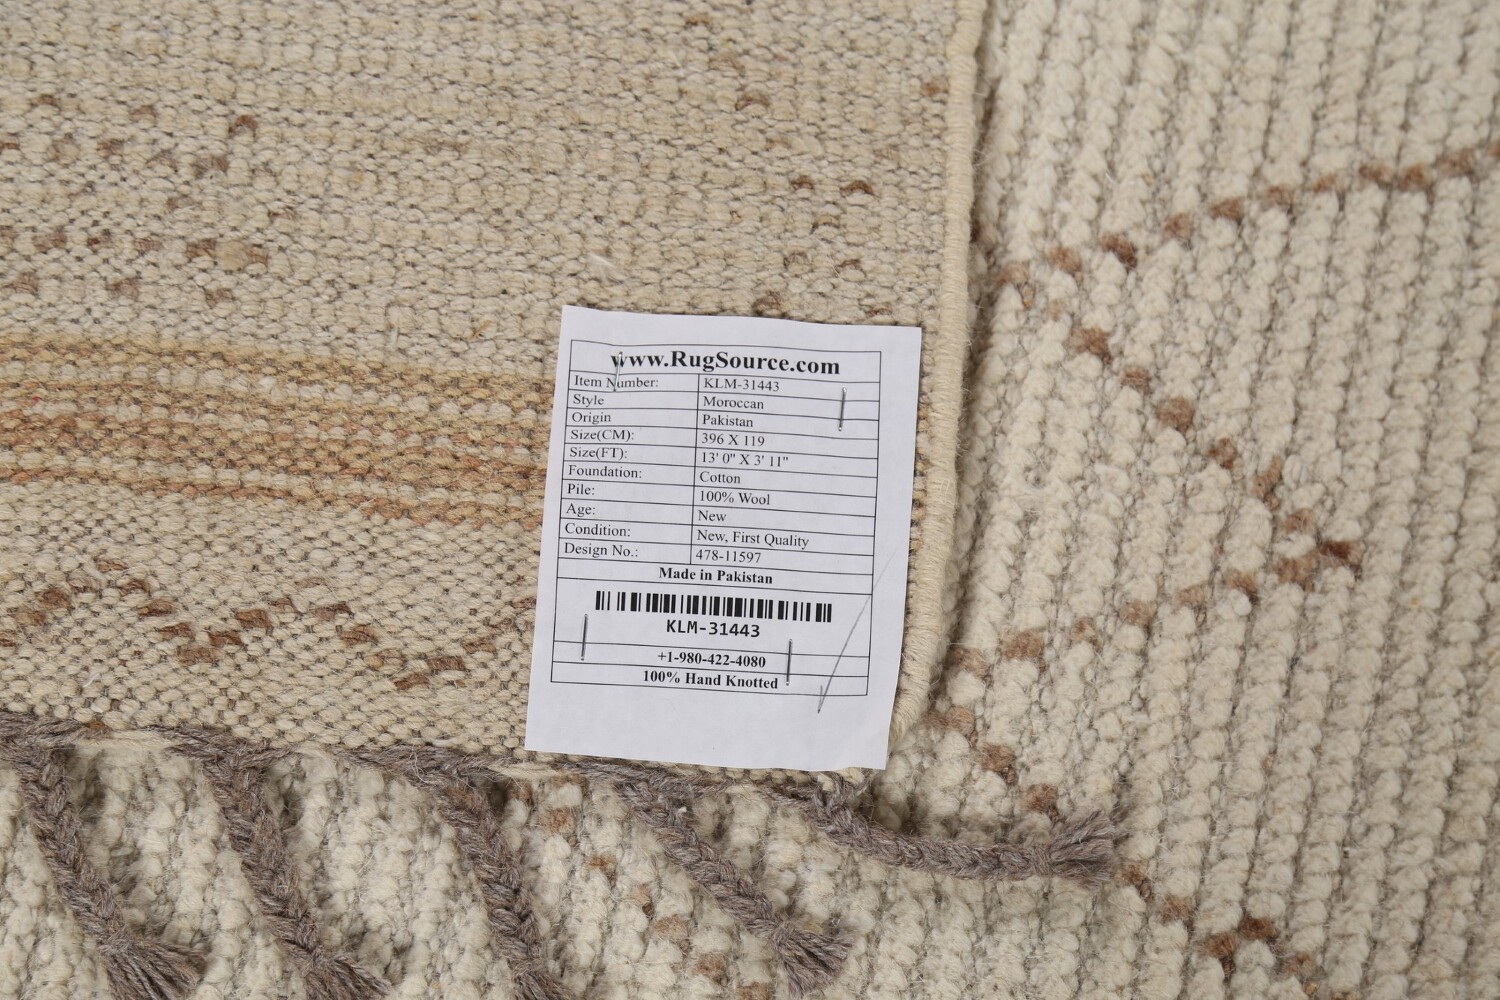 www.RugSource.com
Item Number: KLM-31443
Style Moroccan
Origin Pakistan
Size(CM): 396 X 119
Size(FT): 13' 0" X 3' 11"
Foundation: Cotton
Pile: 100% Wool
Age: New
Condition: New, First Quality
Design No.: 478-11597
Made in Pakistan
KLM-31443
+1-980-422-4080
100% Hand Knotted